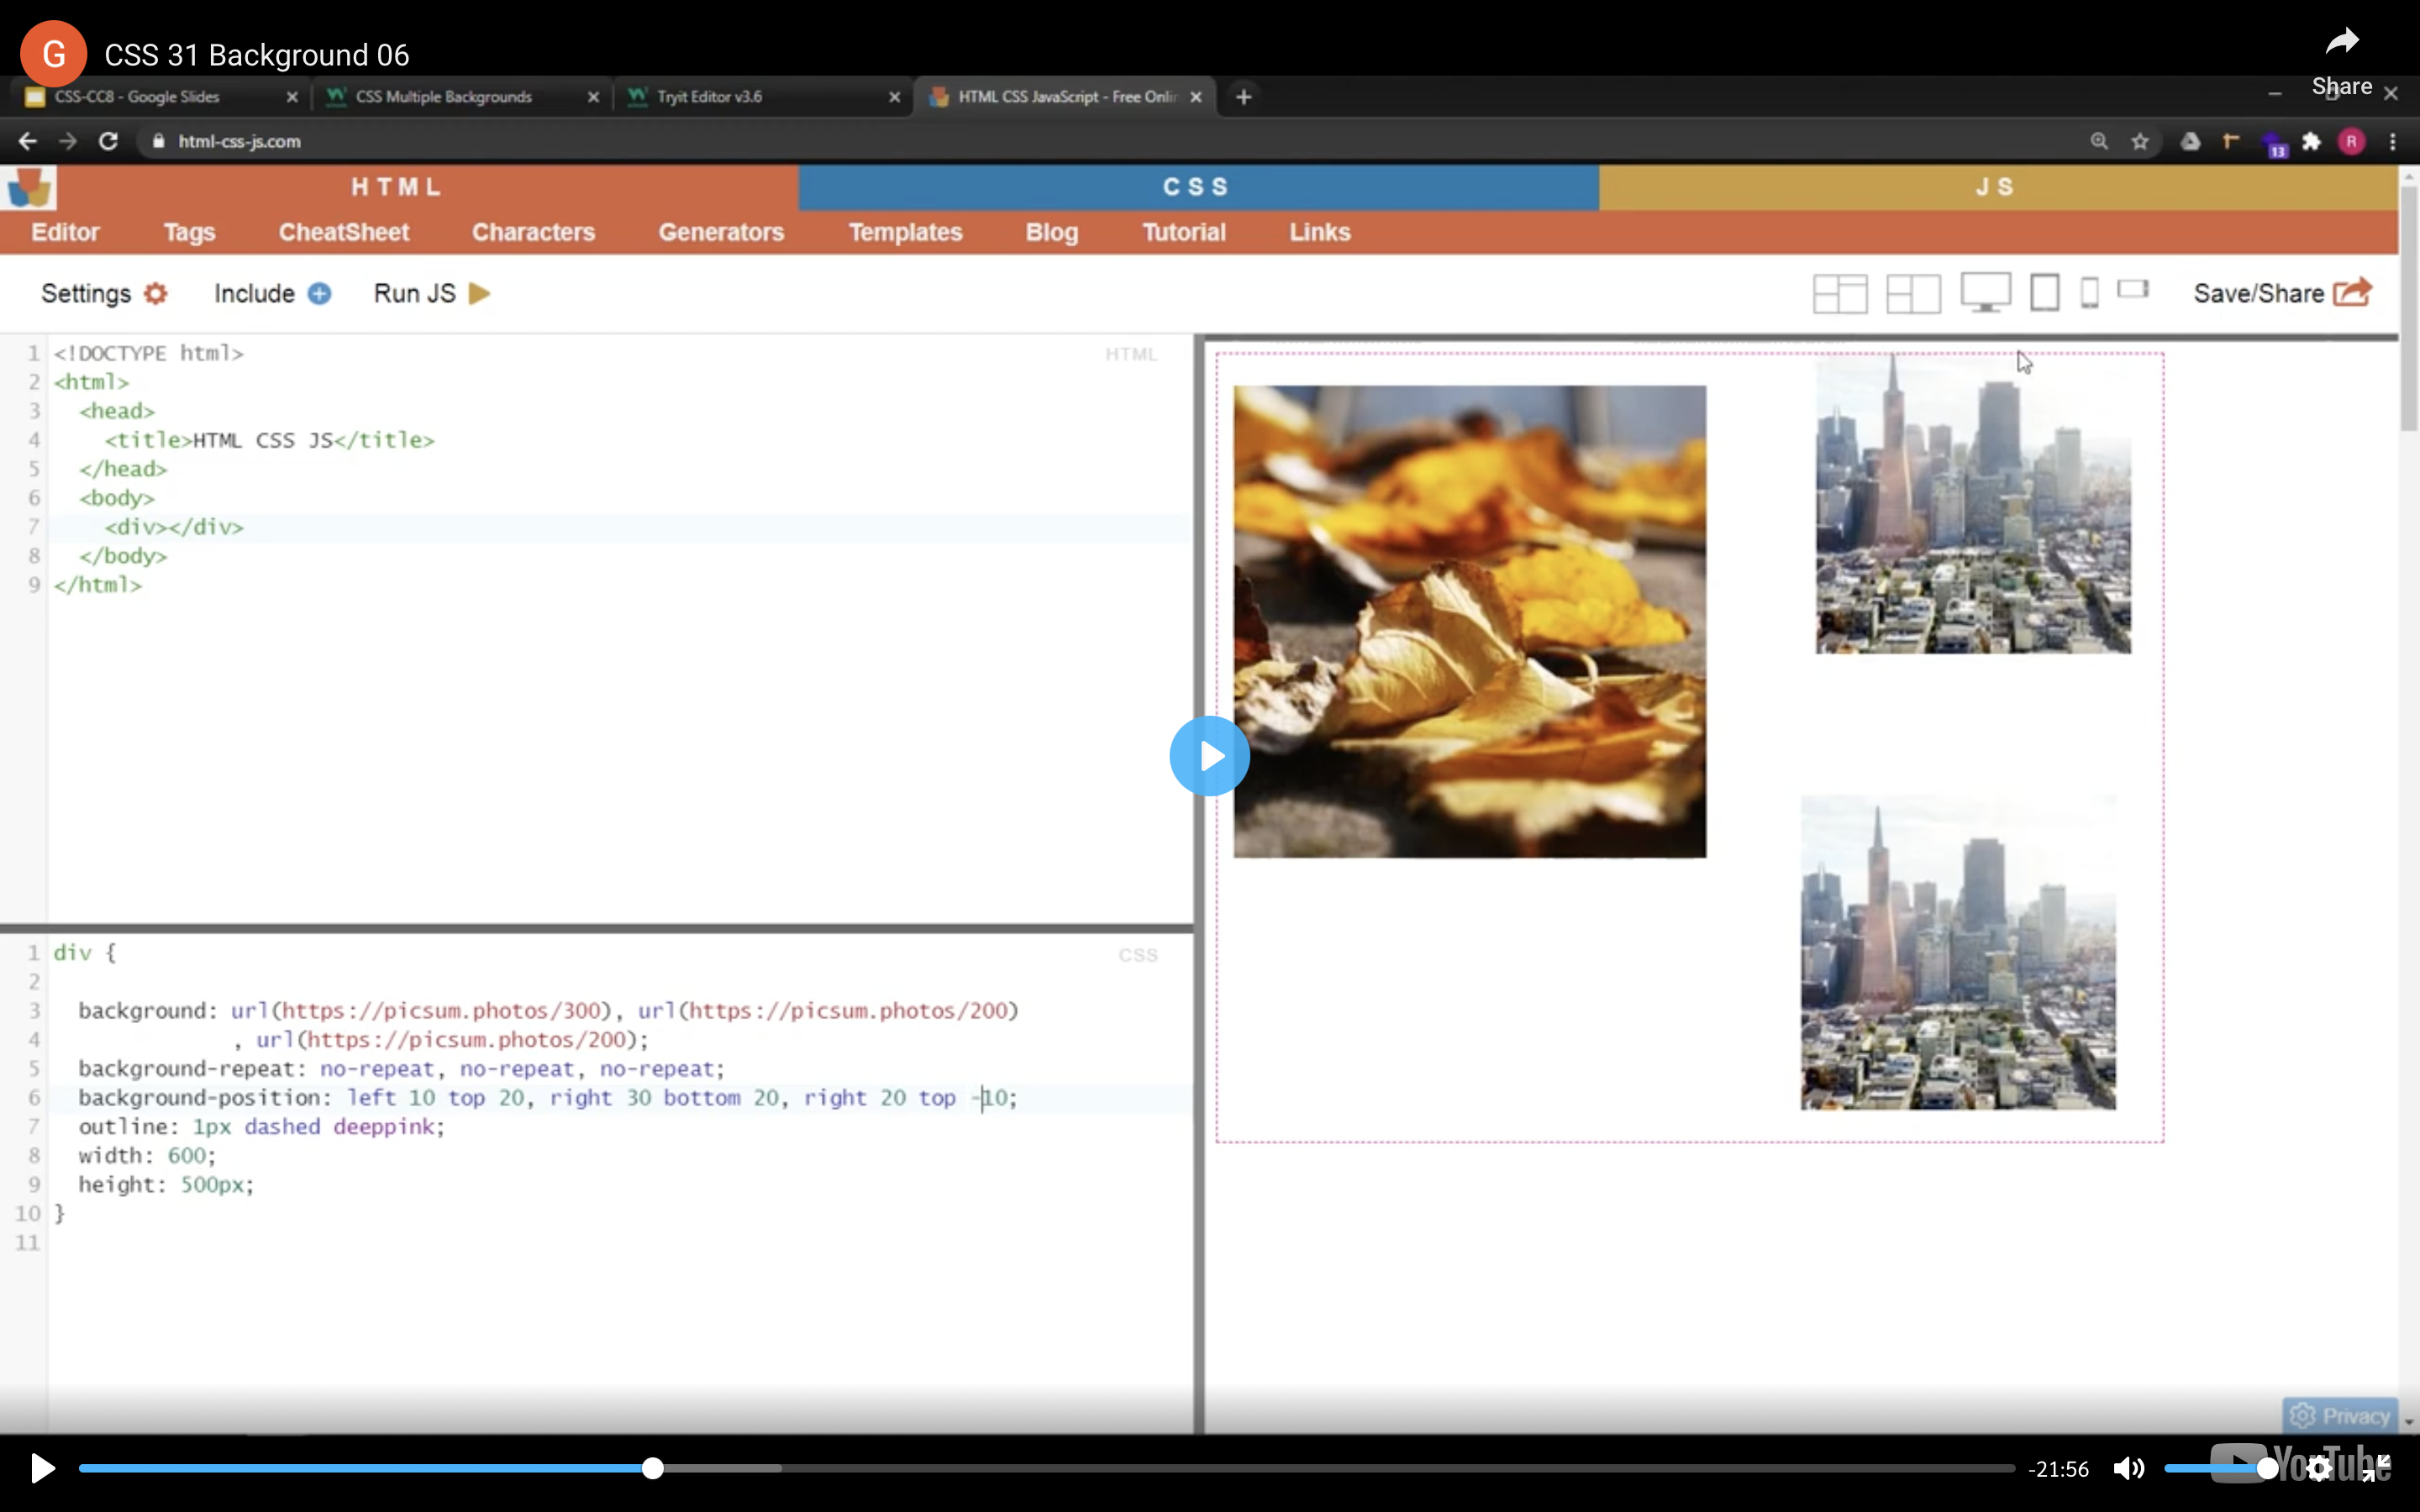 G CSS 31 Background 06
Share
CSS-CC8 - Google Slides
CSS Multiple Backgrounds
Tryit Editor v3.6
HTML CSS JavaScript - Free Onlin
html-css-js.com
13
R
HTML
CSS
JS
Editor Tags CheatSheet Characters Generators Templates Blog Tutorial Links
Settings Include Run JS Save/Share
HTML
1 <!DOCTYPE html>
2 <html>
3   <head>
4     <title>HTML CSS JS</title>
5   </head>
6   <body>
7     <div></div>
8   </body>
9 </html>
CSS
1 div {
2
3   background: url(https://picsum.photos/300), url(https://picsum.photos/200)
4               , url(https://picsum.photos/200);
5   background-repeat: no-repeat, no-repeat, no-repeat;
6   background-position: left 10 top 20, right 30 bottom 20, right 20 top -10;
7   outline: 1px dashed deeppink;
8   width: 600;
9   height: 500px;
10 }
11
Privacy
-21:56
YouTube